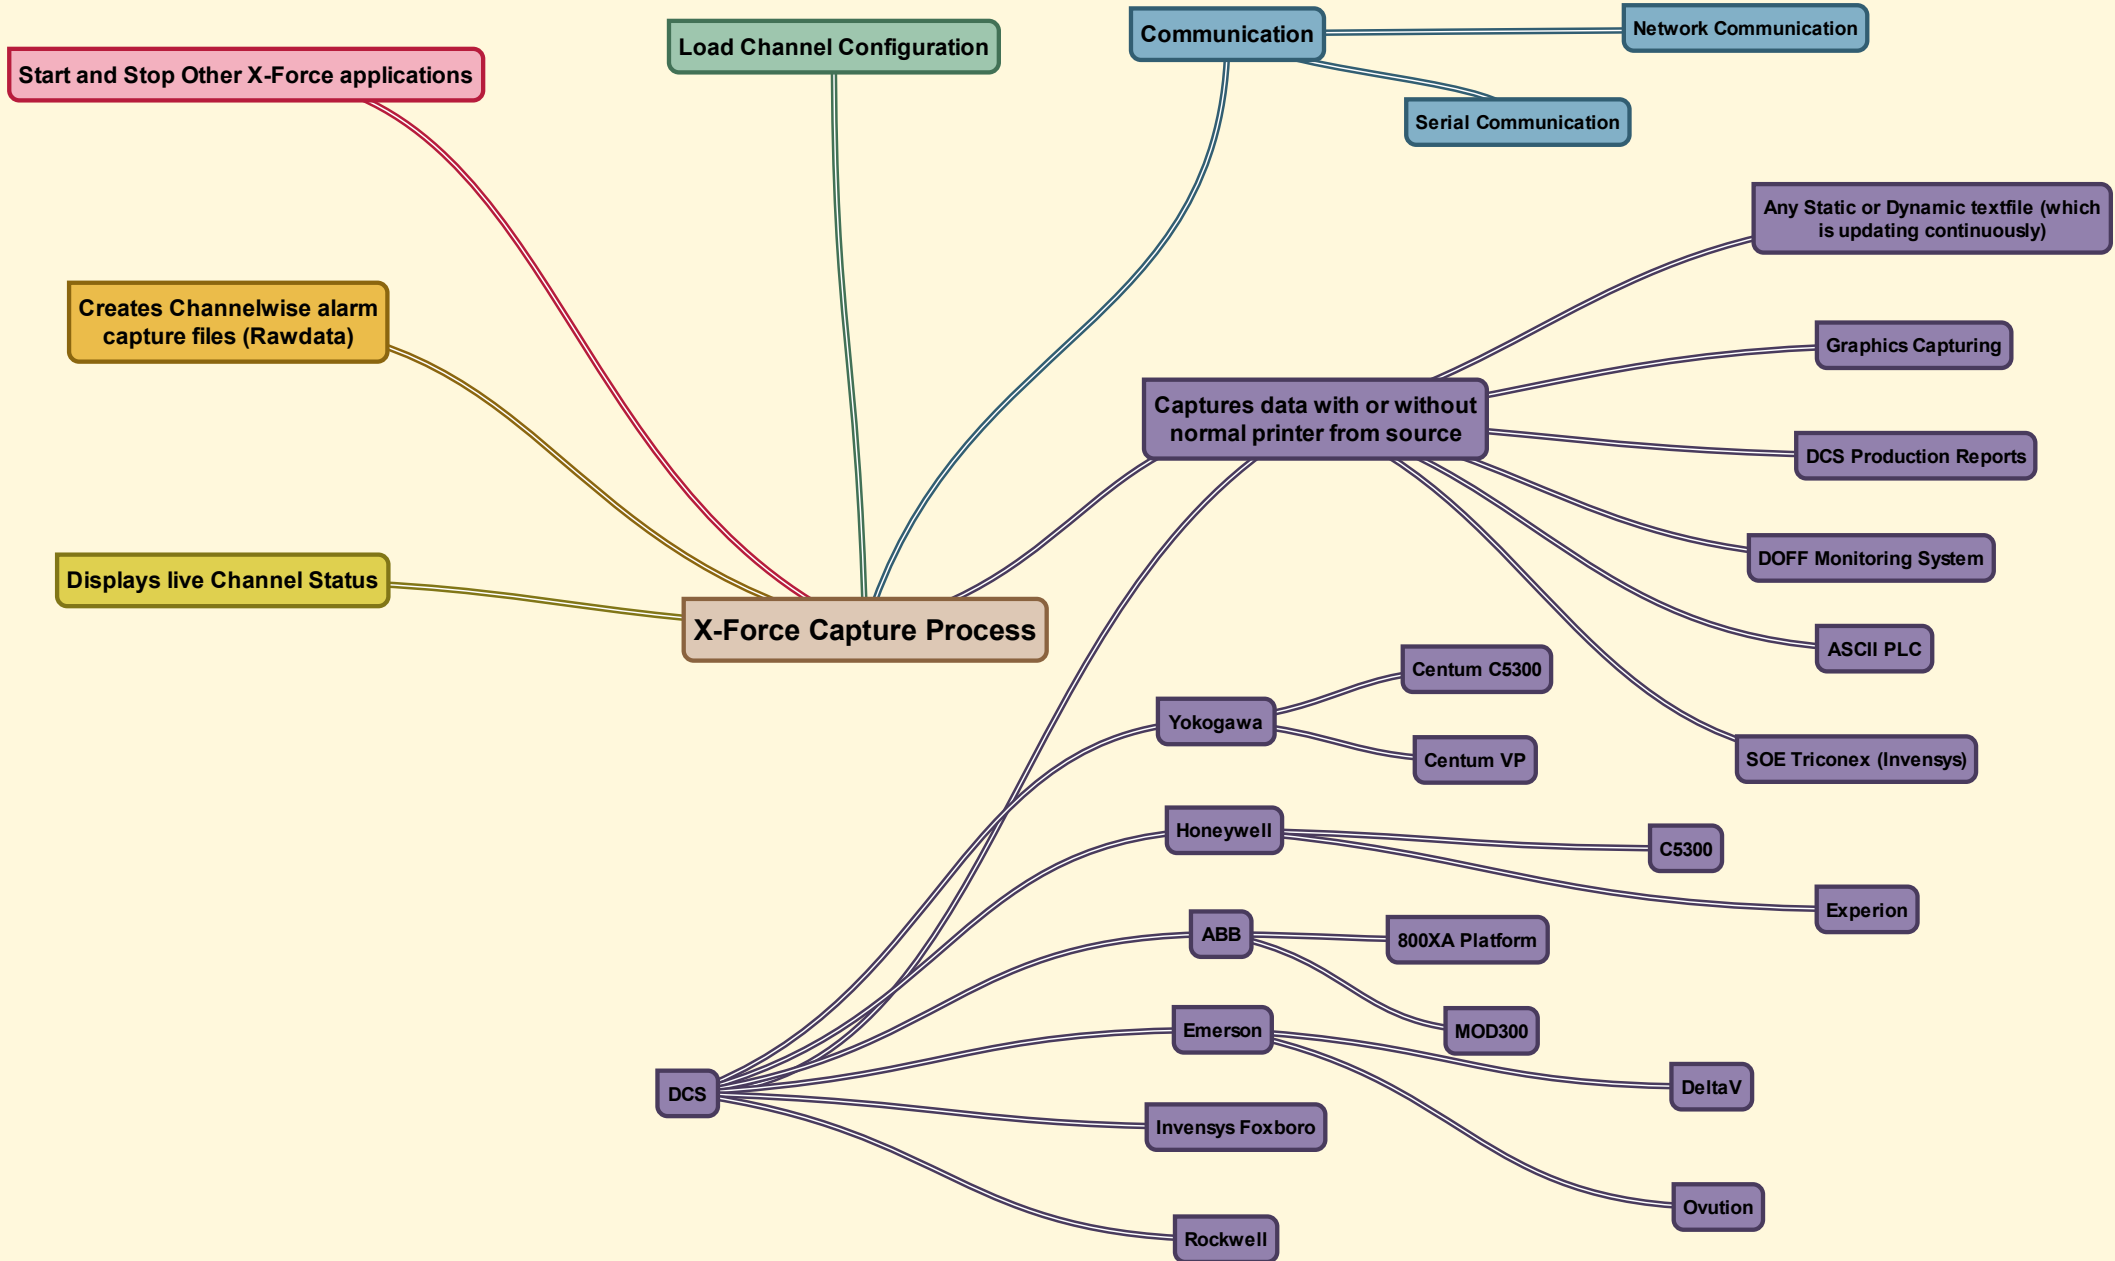 Communication
Network Communication
Load Channel Configuration
Start and Stop Other X-Force applications
Serial Communication
Any Static or Dynamic textfile (which
is updating continuously)
Creates Channelwise alarm
capture files (Rawdata)
Graphics Capturing
Captures data with or without
normal printer from source
DCS Production Reports
DOFF Monitoring System
Displays live Channel Status
X-Force Capture Process
ASCII PLC
Centum C5300
Yokogawa
Centum VP
SOE Triconex (Invensys)
Honeywell
C5300
Experion
ABB
800XA Platform
Emerson
MOD300
DCS
DeltaV
Invensys Foxboro
Ovution
Rockwell